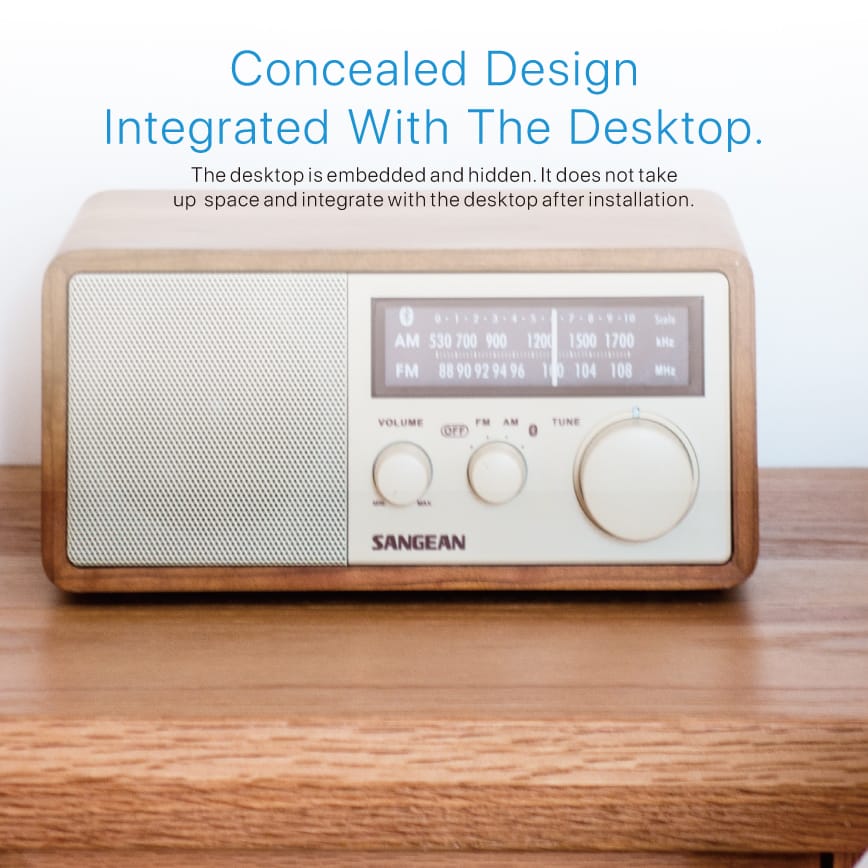 Concealed Design
Integrated With The Desktop.
The desktop is embedded and hidden. It does not take
up space and integrate with the desktop after installation.
0 - 1 - 2 - 3 - 4 - 5 - 6 - 7 - 8 - 9 - 10 Scale
AM 530 700 900 1200 1500 1700 kHz
FM 88 90 92 94 96 100 104 108 MHz
VOLUME OFF FM AM TUNE
MIN MAX
SANGEAN